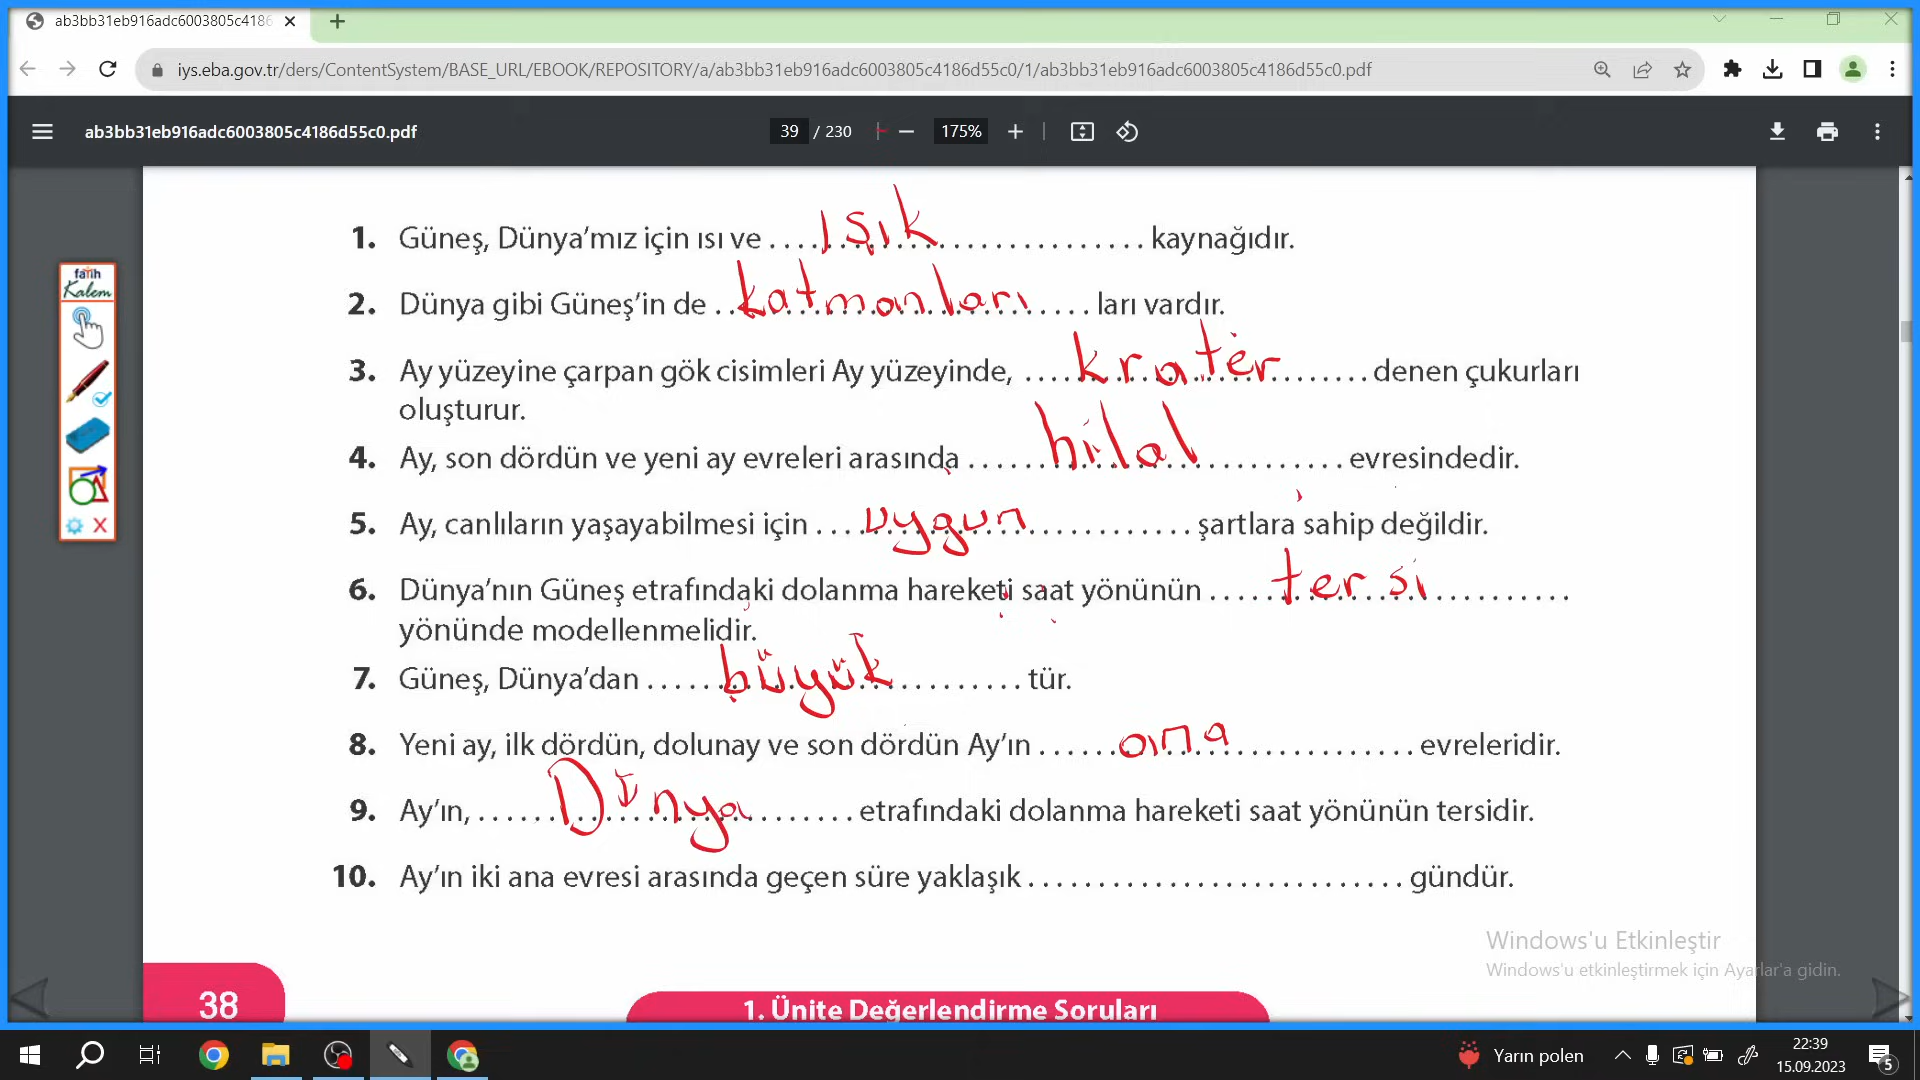 ab3bb31eb916adc6003805c4186
iys.eba.gov.tr/ders/ContentSystem/BASE_URL/EBOOK/REPOSITORY/a/ab3bb31eb916adc6003805c4186d55c0/1/ab3bb31eb916adc6003805c4186d55c0.pdf
ab3bb31eb916adc6003805c4186d55c0.pdf 39 / 230 175%
fatih
Kalem
1. Güneş, Dünya’mız için ısı ve .... ışık .... kaynağıdır.
2. Dünya gibi Güneş’in de .... katmanları .... ları vardır.
3. Ay yüzeyine çarpan gök cisimleri Ay yüzeyinde, .... krater .... denen çukurları
oluşturur.
4. Ay, son dördün ve yeni ay evreleri arasında .... hilal .... evresindedir.
5. Ay, canlıların yaşayabilmesi için .... uygun .... şartlara sahip değildir.
6. Dünya’nın Güneş etrafındaki dolanma hareketi saat yönünün .... tersi ....
yönünde modellenmelidir.
7. Güneş, Dünya’dan .... büyük .... tür.
8. Yeni ay, ilk dördün, dolunay ve son dördün Ay’ın .... ana .... evreleridir.
9. Ay’ın, .... Dünya .... etrafındaki dolanma hareketi saat yönünün tersidir.
10. Ay’ın iki ana evresi arasında geçen süre yaklaşık .... gündür.
Windows'u Etkinleştir
Windows'u etkinleştirmek için Ayarlar'a gidin.
38
1. Ünite Değerlendirme Soruları
Yarın polen
22:39
15.09.2023
5